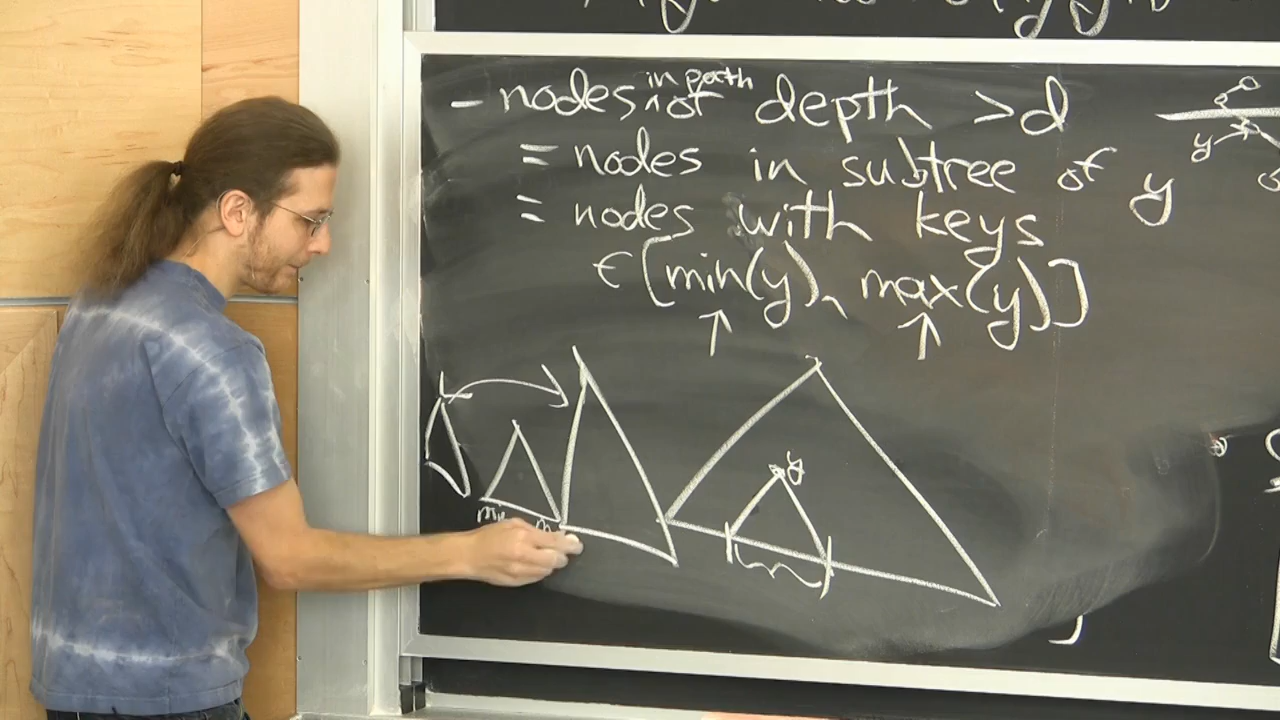 in path
- nodes ^ of depth > d
= nodes in subtree of y
= nodes with keys
∈ [min(y), max(y)]
↑ ↑
y
y